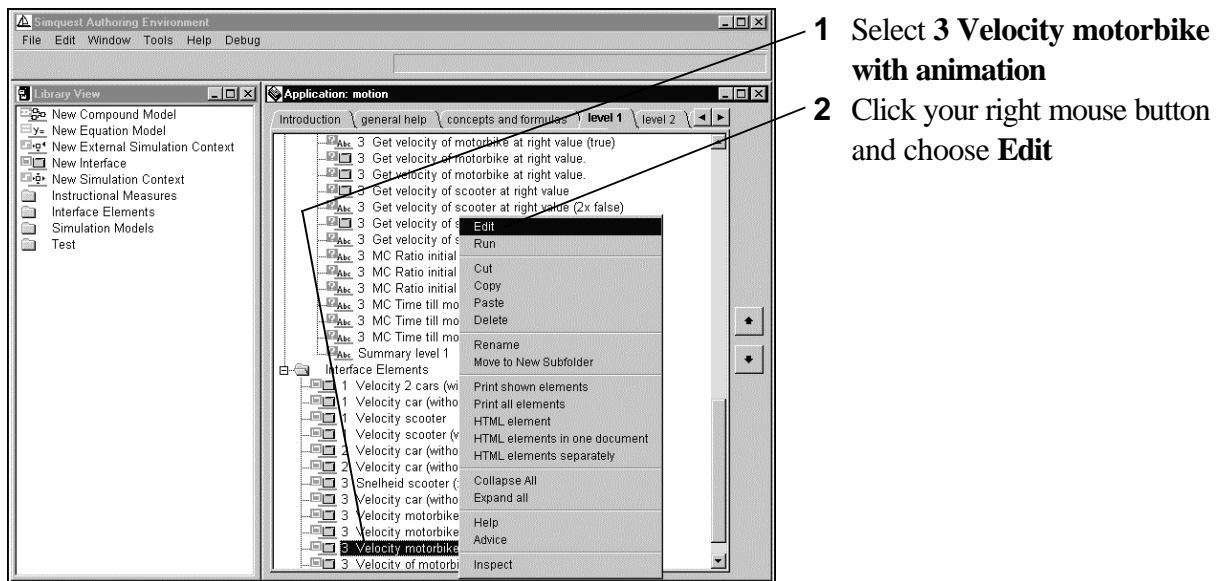 Simquest Authoring Environment
File Edit Window Tools Help Debug
Library View
New Compound Model
New Equation Model
New External Simulation Context
New Interface
New Simulation Context
Instructional Measures
Interface Elements
Simulation Models
Test
Application: motion
Introduction general help concepts and formulas level 1 level 2
3 Get velocity of motorbike at right value (true)
3 Get velocity of motorbike at right value.
3 Get velocity of motorbike at right value.
3 Get velocity of scooter at right value
3 Get velocity of scooter at right value (2x false)
3 Get velocity of s
3 Get velocity of s
3 MC Ratio initial
3 MC Ratio initial
3 MC Ratio initial
3 MC Time till mo
3 MC Time till mo
3 MC Time till mo
Summary level 1
Interface Elements
1 Velocity 2 cars (wi
1 Velocity car (witho
1 Velocity scooter
1 Velocity scooter (v
2 Velocity car (witho
2 Velocity car (witho
3 Snelheid scooter (
3 Velocity car (witho
3 Velocity motorbike
3 Velocity motorbike
3 Velocity motorbike
3 Velocity of motorbi
Edit
Run
Cut
Copy
Paste
Delete
Rename
Move to New Subfolder
Print shown elements
Print all elements
HTML element
HTML elements in one document
HTML elements separately
Collapse All
Expand all
Help
Advice
Inspect
1 Select 3 Velocity motorbike
with animation
2 Click your right mouse button
and choose Edit